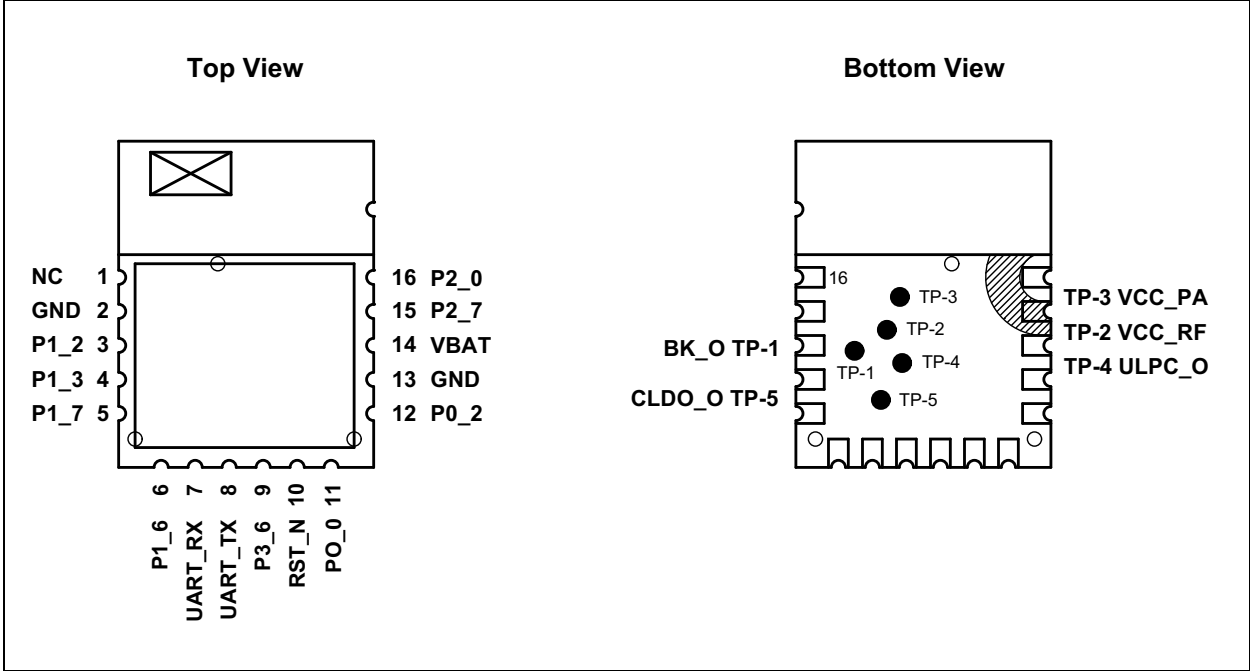 Top View
Bottom View
NC 1
GND 2
P1_2 3
P1_3 4
P1_7 5
16 P2_0
15 P2_7
14 VBAT
13 GND
12 P0_2
P1_6 6
UART_RX 7
UART_TX 8
P3_6 9
RST_N 10
PO_0 11
16
TP-3
TP-2
TP-1
TP-4
TP-5
BK_O TP-1
CLDO_O TP-5
TP-3 VCC_PA
TP-2 VCC_RF
TP-4 ULPC_O